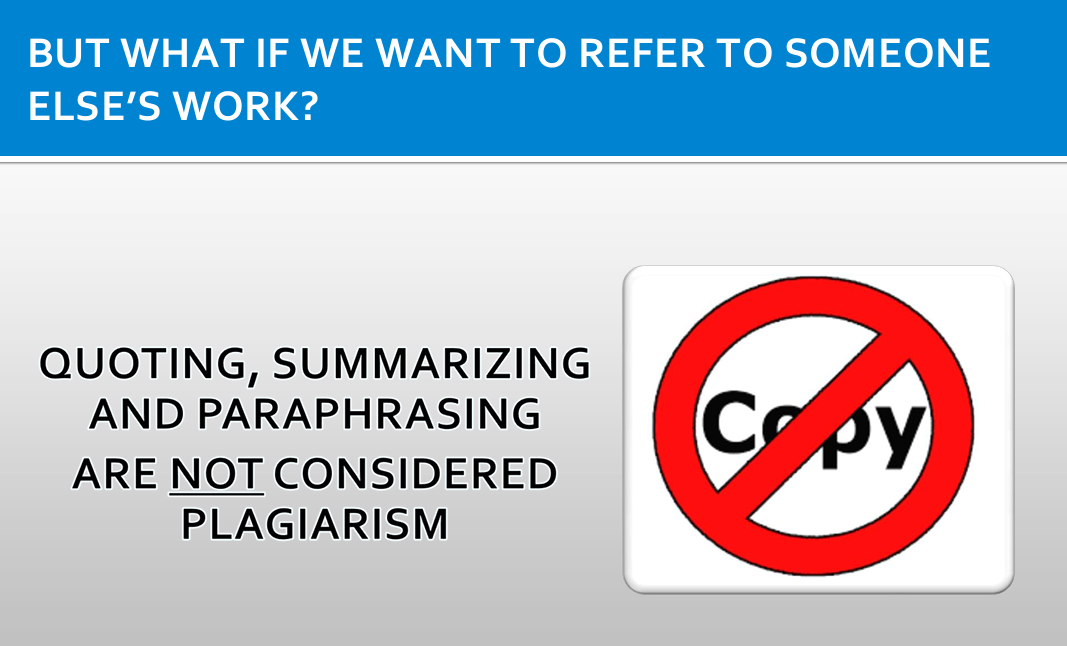 BUT WHAT IF WE WANT TO REFER TO SOMEONE
ELSE’S WORK?
QUOTING, SUMMARIZING
AND PARAPHRASING
ARE NOT CONSIDERED
PLAGIARISM
Copy